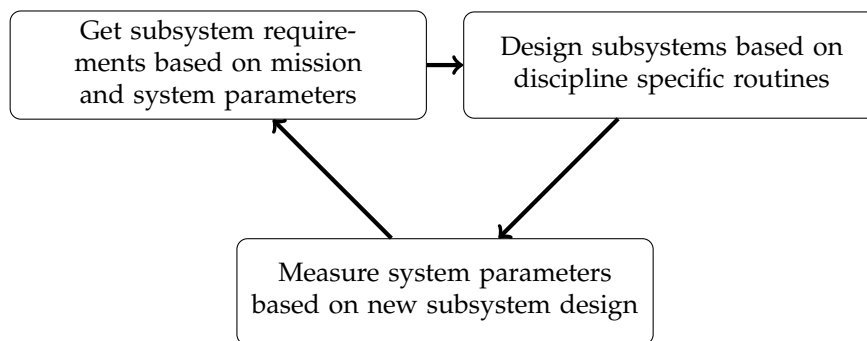 Get subsystem require-
ments based on mission
and system parameters
Design subsystems based on
discipline specific routines
Measure system parameters
based on new subsystem design